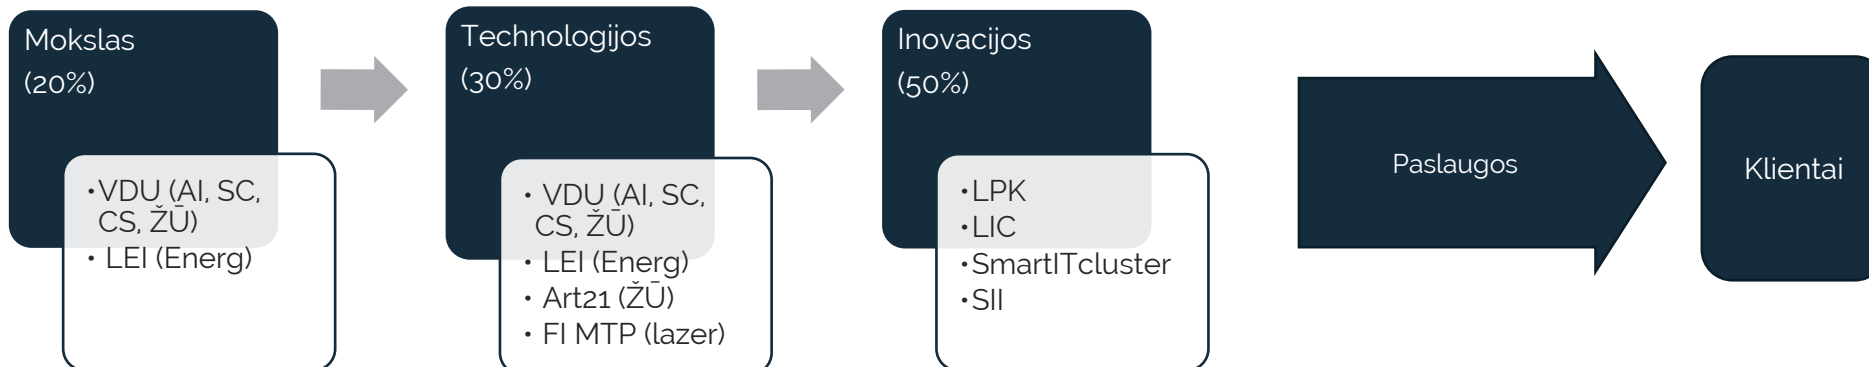 Mokslas
(20%)
•VDU (AI, SC,
CS, ŽŪ)
• LEI (Energ)
Technologijos
(30%)
• VDU (AI, SC,
CS, ŽŪ)
• LEI (Energ)
• Art21 (ŽŪ)
• FI MTP (lazer)
Inovacijos
(50%)
•LPK
•LIC
•SmartITcluster
•SII
Paslaugos
Klientai